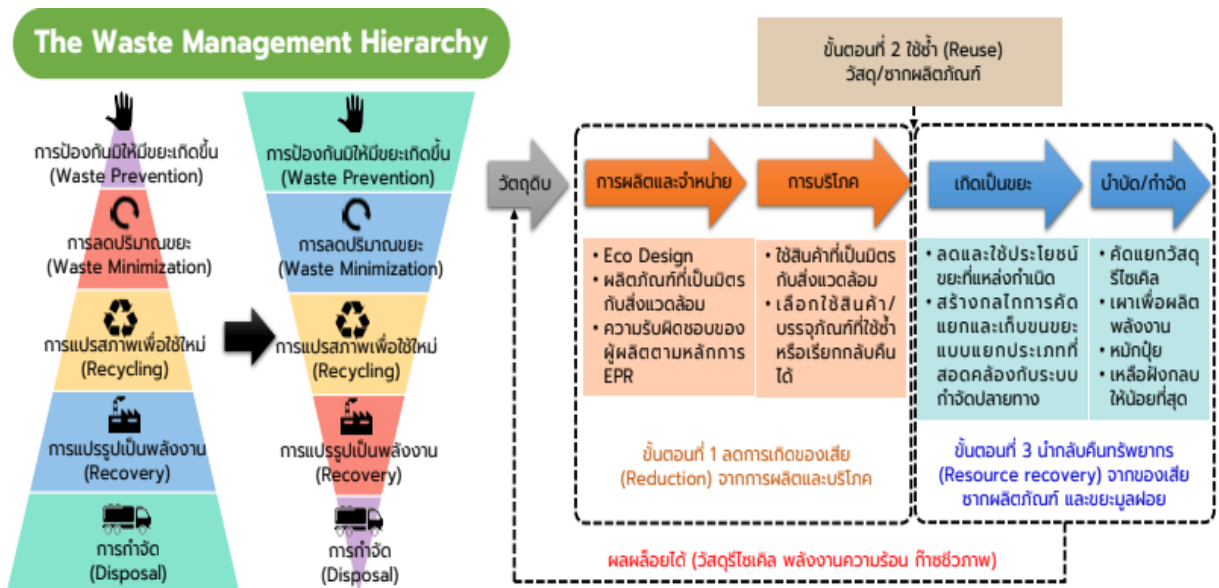 The Waste Management Hierarchy
การป้องกันมิให้มีขยะเกิดขึ้น
(Waste Prevention)
การลดปริมาณขยะ
(Waste Minimization)
การแปรสภาพเพื่อใช้ใหม่
(Recycling)
การแปรรูปเป็นพลังงาน
(Recovery)
การกำจัด
(Disposal)
การป้องกันมิให้มีขยะเกิดขึ้น
(Waste Prevention)
การลดปริมาณขยะ
(Waste Minimization)
การแปรสภาพเพื่อใช้ใหม่
(Recycling)
การแปรรูปเป็นพลังงาน
(Recovery)
การกำจัด
(Disposal)
ขั้นตอนที่ 2 ใช้ซ้ำ (Reuse)
วัสดุ/ซากผลิตภัณฑ์
วัตถุดิบ
การผลิตและจำหน่าย
การบริโภค
เกิดเป็นขยะ
บำบัด/กำจัด
• Eco Design
• ผลิตภัณฑ์ที่เป็นมิตร
กับสิ่งแวดล้อม
• ความรับผิดชอบของ
ผู้ผลิตตามหลักการ
EPR
• ใช้สินค้าที่เป็นมิตร
กับสิ่งแวดล้อม
• เลือกใช้สินค้า/
บรรจุภัณฑ์ที่ใช้ซ้ำ
หรือเรียกกลับคืน
ได้
• ลดและใช้ประโยชน์
ขยะที่แหล่งกำเนิด
• สร้างกลไกการคัด
แยกและเก็บขนขยะ
แบบแยกประเภทที่
สอดคล้องกับระบบ
กำจัดปลายทาง
• คัดแยกวัสดุ
รีไซเคิล
• เผาเพื่อผลิต
พลังงาน
• หมักปุ๋ย
• เหลือฝังกลบ
ให้น้อยที่สุด
ขั้นตอนที่ 1 ลดการเกิดของเสีย
(Reduction) จากการผลิตและบริโภค
ขั้นตอนที่ 3 นำกลับคืนทรัพยากร
(Resource recovery) จากของเสีย
ซากผลิตภัณฑ์ และขยะมูลฝอย
ผลผล็อยได้ (วัสดุรีไซเคิล พลังงานความร้อน ก๊าซชีวภาพ)